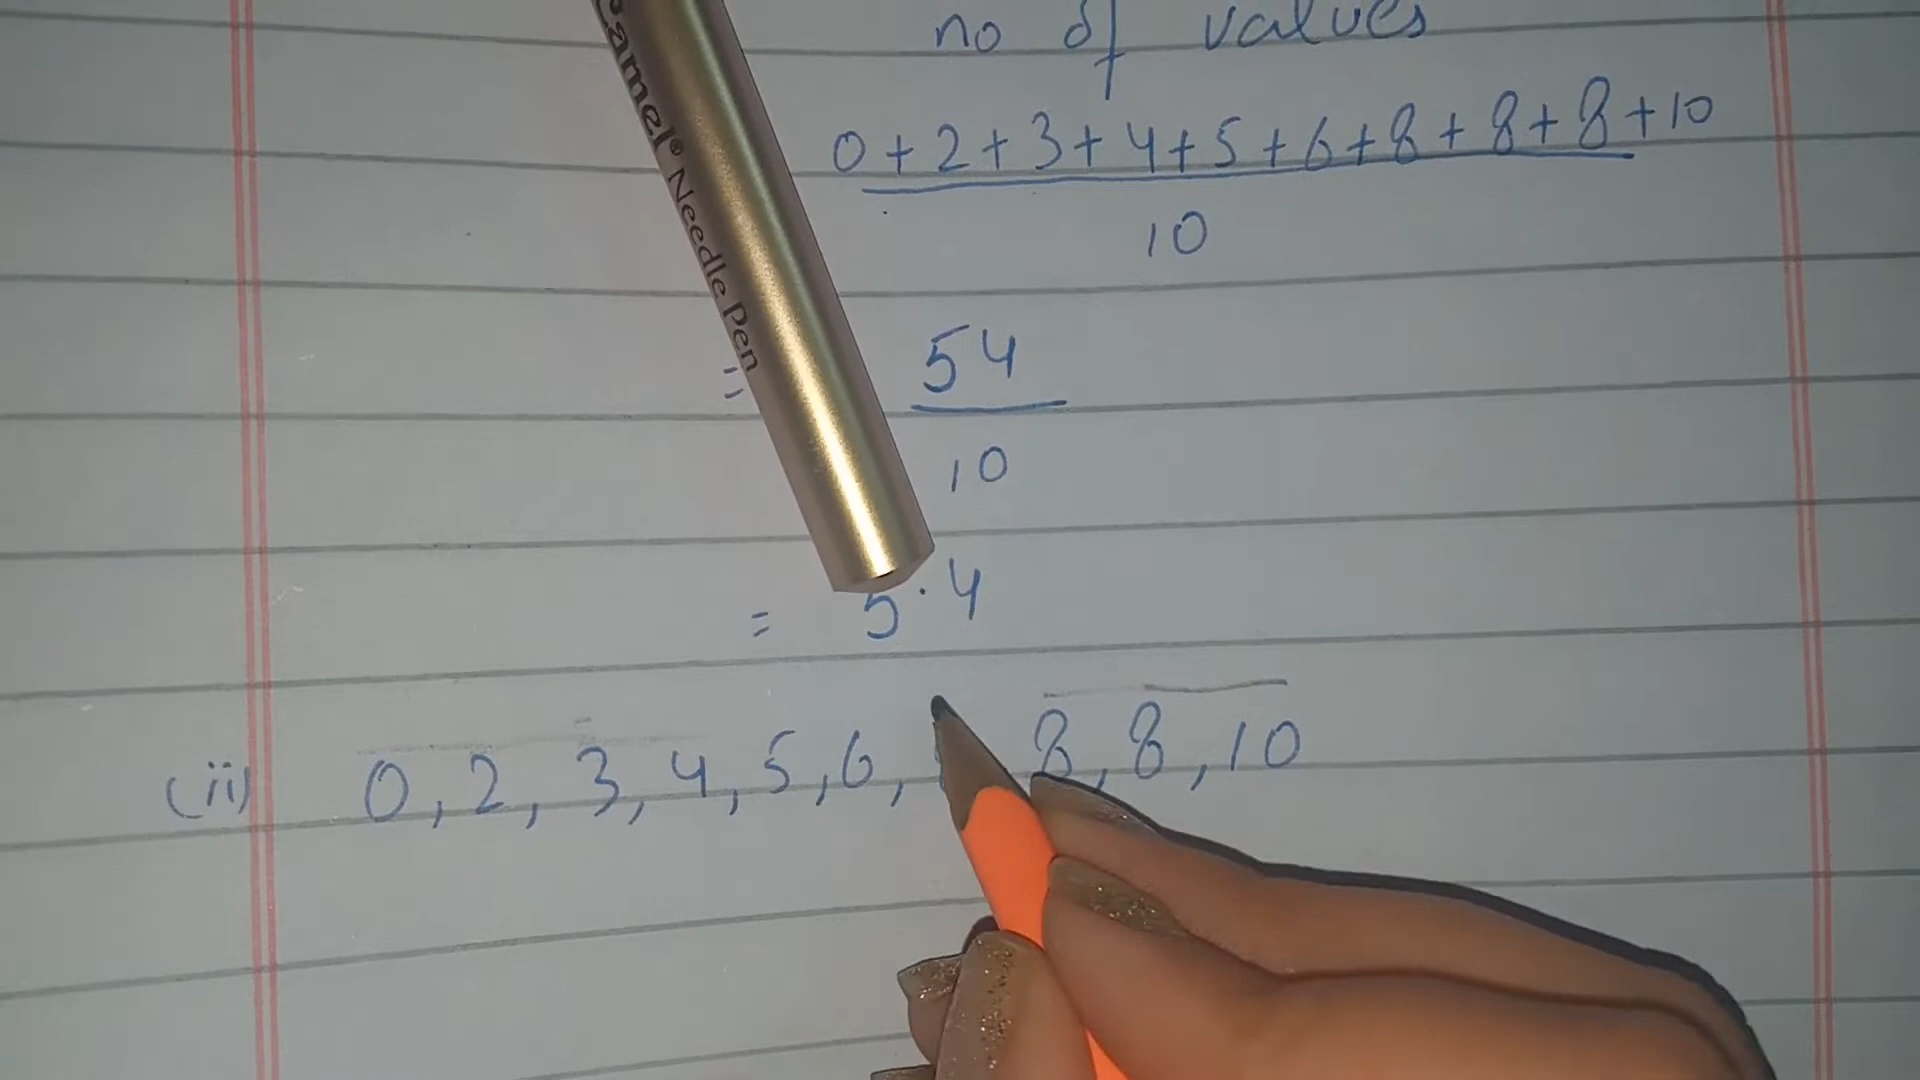 no of values
0+2+3+4+5+6+8+8+8+10
10
Camel® Needle Pen
=
54
10
= 5.4
(ii) 0, 2, 3, 4, 5, 6, 8, 8, 10